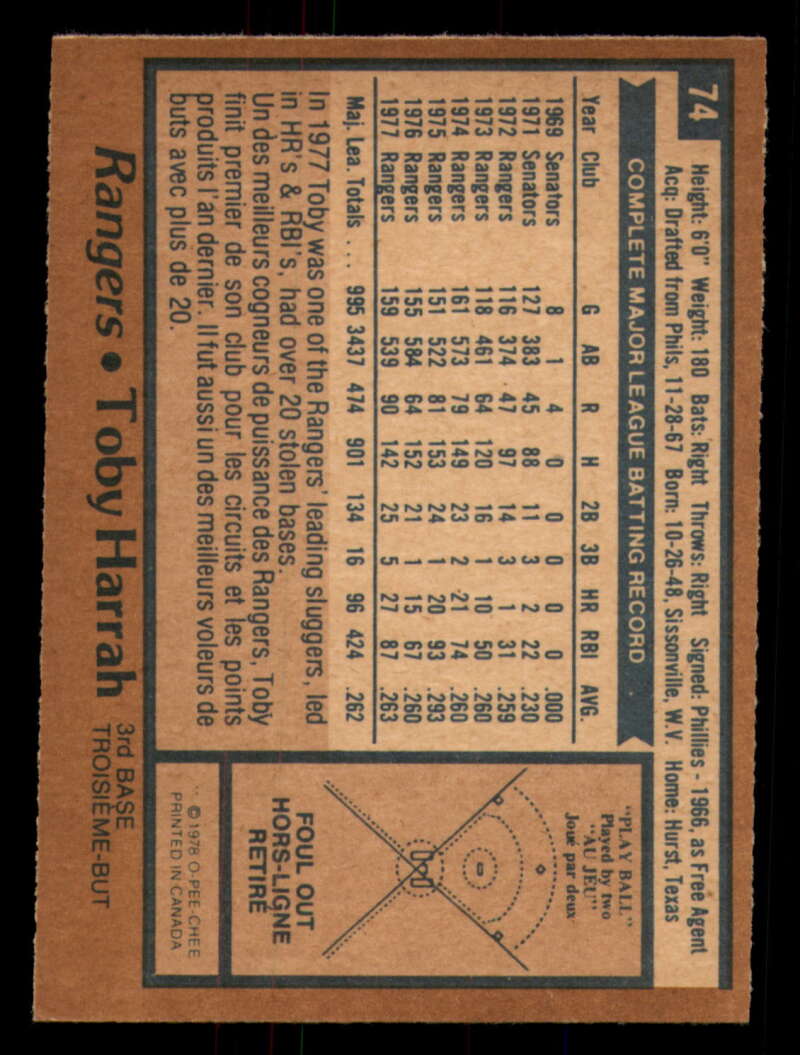 74
Height: 6'0" Weight: 180 Bats: Right Throws: Right Signed: Phillies - 1966, as Free Agent
Acq: Drafted from Phils, 11-28-67 Born: 10-26-48, Sissonville, W.V. Home: Hurst, Texas
COMPLETE MAJOR LEAGUE BATTING RECORD
Year Club G AB R H 2B 3B HR RBI AVG.
1969 Senators 8 1 4 0 0 0 0 0 .000
1971 Senators 127 383 45 88 11 3 2 22 .230
1972 Rangers 116 374 47 97 14 3 1 31 .259
1973 Rangers 118 461 64 120 16 1 10 50 .260
1974 Rangers 161 573 79 149 23 2 21 74 .260
1975 Rangers 151 522 81 153 24 1 20 93 .293
1976 Rangers 155 584 64 152 21 1 15 67 .260
1977 Rangers 159 539 90 142 25 5 27 87 .263
Maj. Lea. Totals . . . 995 3437 474 901 134 16 96 424 .262
In 1977 Toby was one of the Rangers' leading sluggers, led
in HR's & RBI's, had over 20 stolen bases.
Un des meilleurs cogneurs de puissance des Rangers, Toby
finit premier de son club pour les circuits et les points
produits l'an dernier. Il fut aussi un des meilleurs voleurs de
buts avec plus de 20.
"PLAY BALL"
Played by two
"AU JEU"
Joué par deux
FOUL OUT
HORS-LIGNE
RETIRÉ
© 1978 O-PEE-CHEE
PRINTED IN CANADA
Rangers • Toby Harrah
3rd BASE
TROISIÈME-BUT